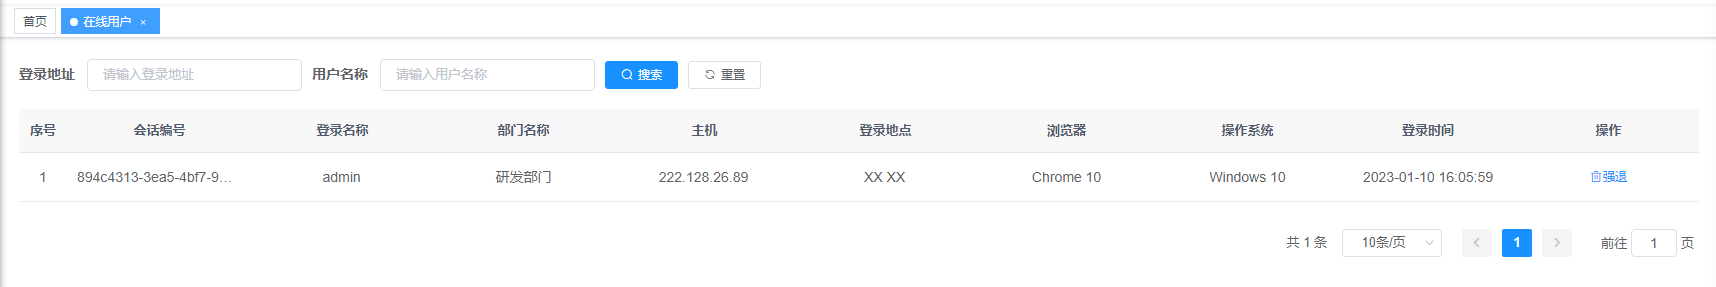 首页 在线用户 ×
登录地址 请输入登录地址 用户名称 请输入用户名称 搜索 重置
序号 会话编号 登录名称 部门名称 主机 登录地点 浏览器 操作系统 登录时间 操作
1 894c4313-3ea5-4bf7-9... admin 研发部门 222.128.26.89 XX XX Chrome 10 Windows 10 2023-01-10 16:05:59 强退
共 1 条 10条/页 1 前往 1 页